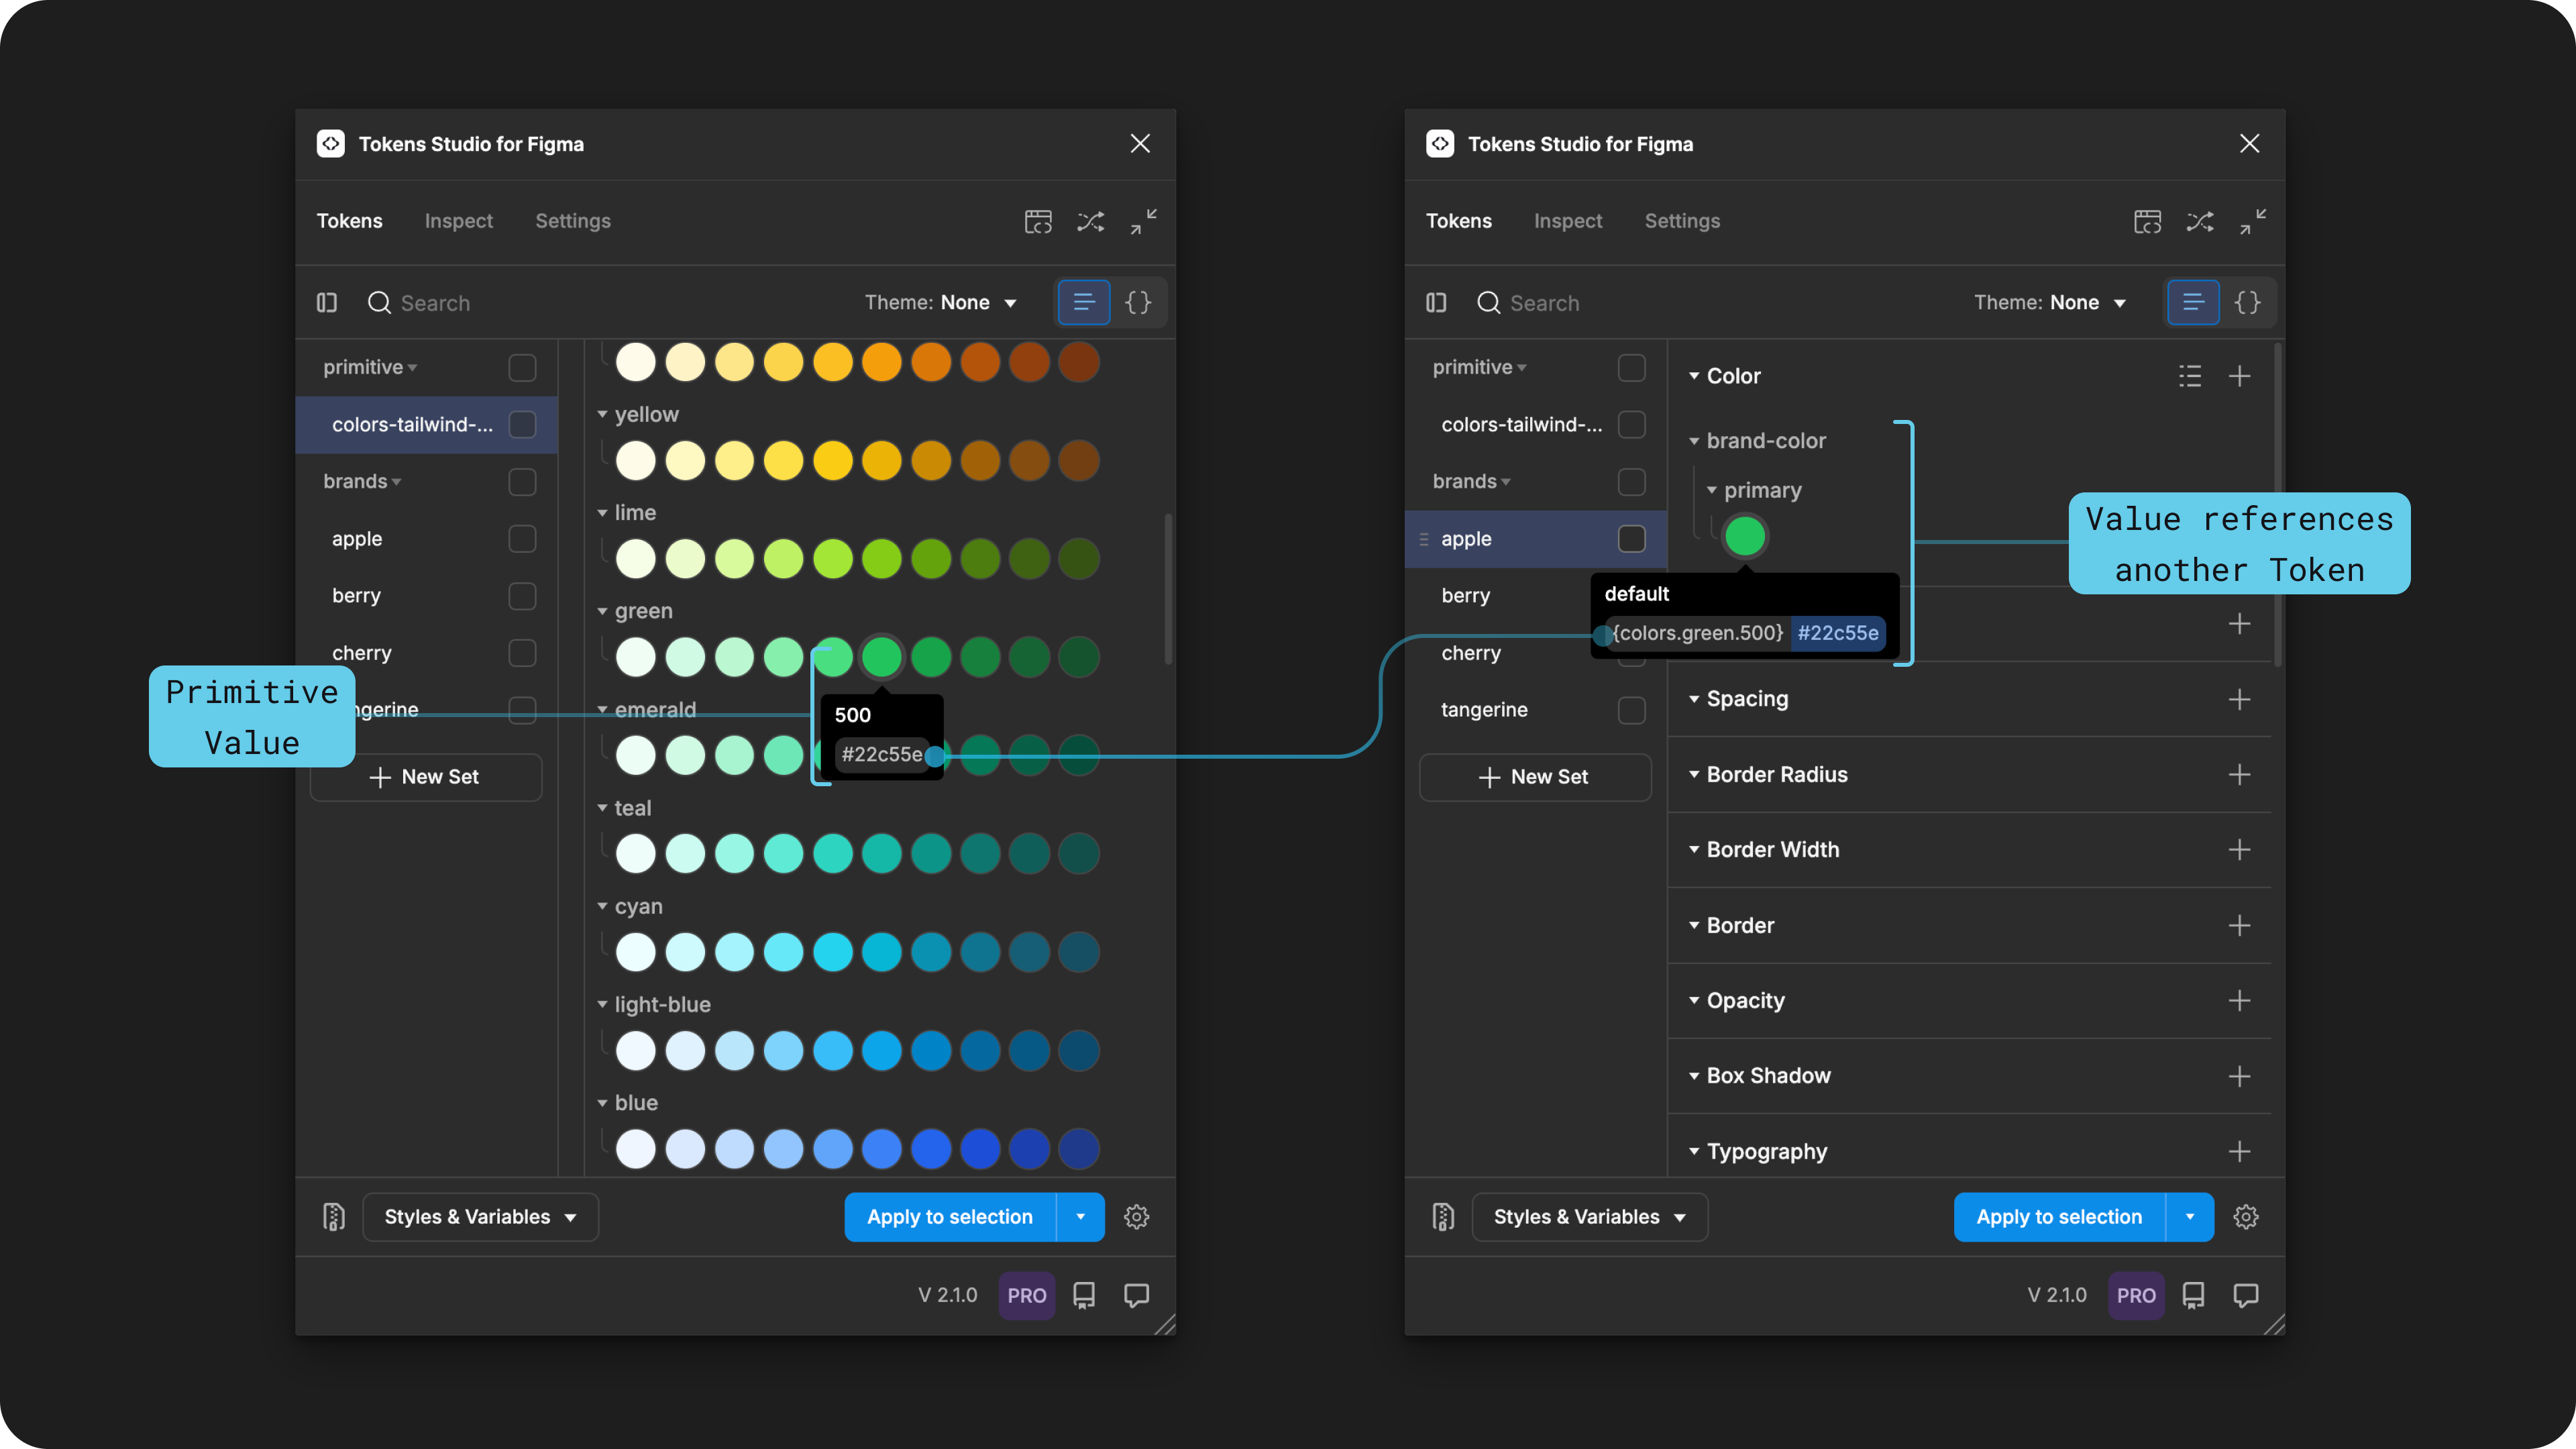 Tokens Studio for Figma
Tokens Inspect Settings
Search
Theme: None
primitive
colors-tailwind-...
brands
apple
berry
cherry
ngerine
New Set
yellow
lime
green
emerald
teal
cyan
light-blue
blue
500
#22c55e
Primitive
Value
Styles & Variables
Apply to selection
V 2.1.0
PRO
Tokens Studio for Figma
Tokens Inspect Settings
Search
Theme: None
primitive
colors-tailwind-...
brands
apple
berry
cherry
tangerine
New Set
Color
brand-color
primary
default
{colors.green.500} #22c55e
Value references
another Token
Spacing
Border Radius
Border Width
Border
Opacity
Box Shadow
Typography
Styles & Variables
Apply to selection
V 2.1.0
PRO